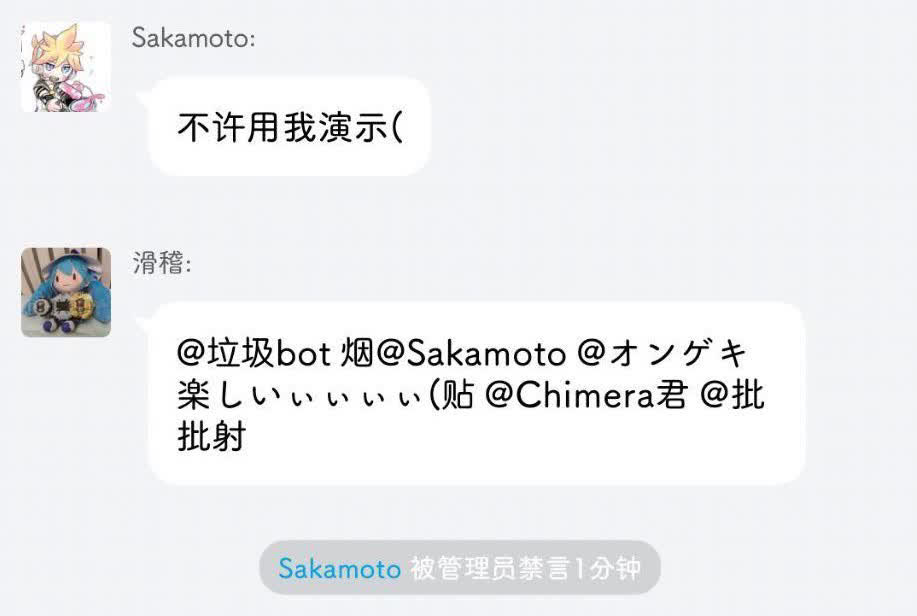 Sakamoto:
不许用我演示(
滑稽:
@垃圾bot 烟@Sakamoto @オンゲキ
楽しいぃぃぃぃ(贴 @Chimera君 @批
批射
Sakamoto 被管理员禁言1分钟